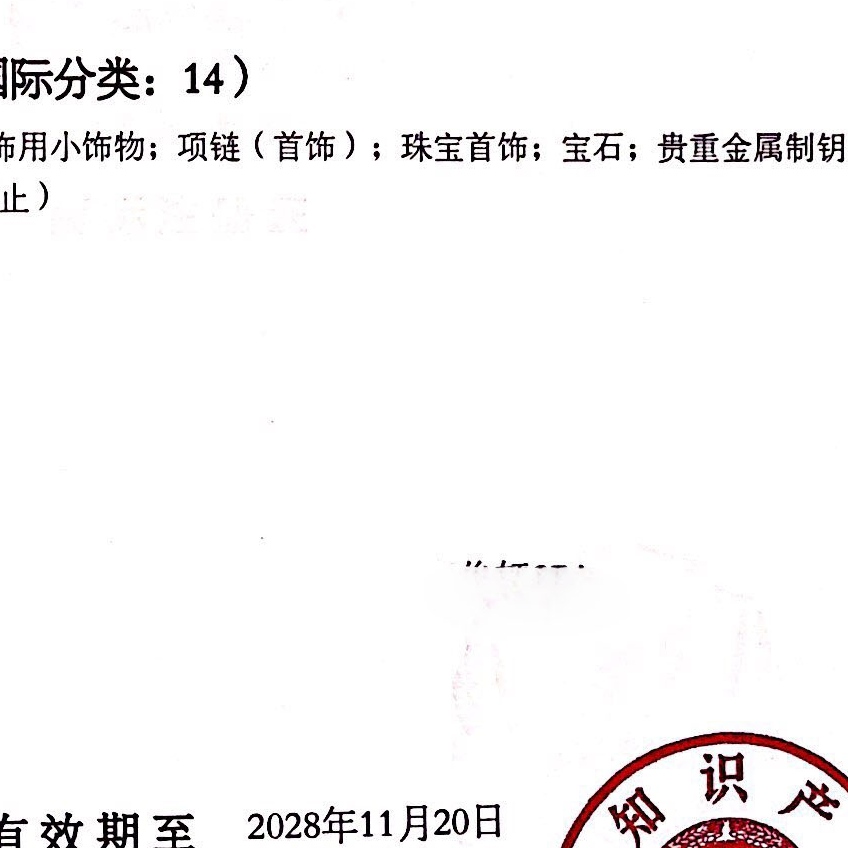 际分类：14）
饰用小饰物；项链（首饰）；珠宝首饰；宝石；贵重金属制钥
止）
有效期至 2028年11月20日
知识产